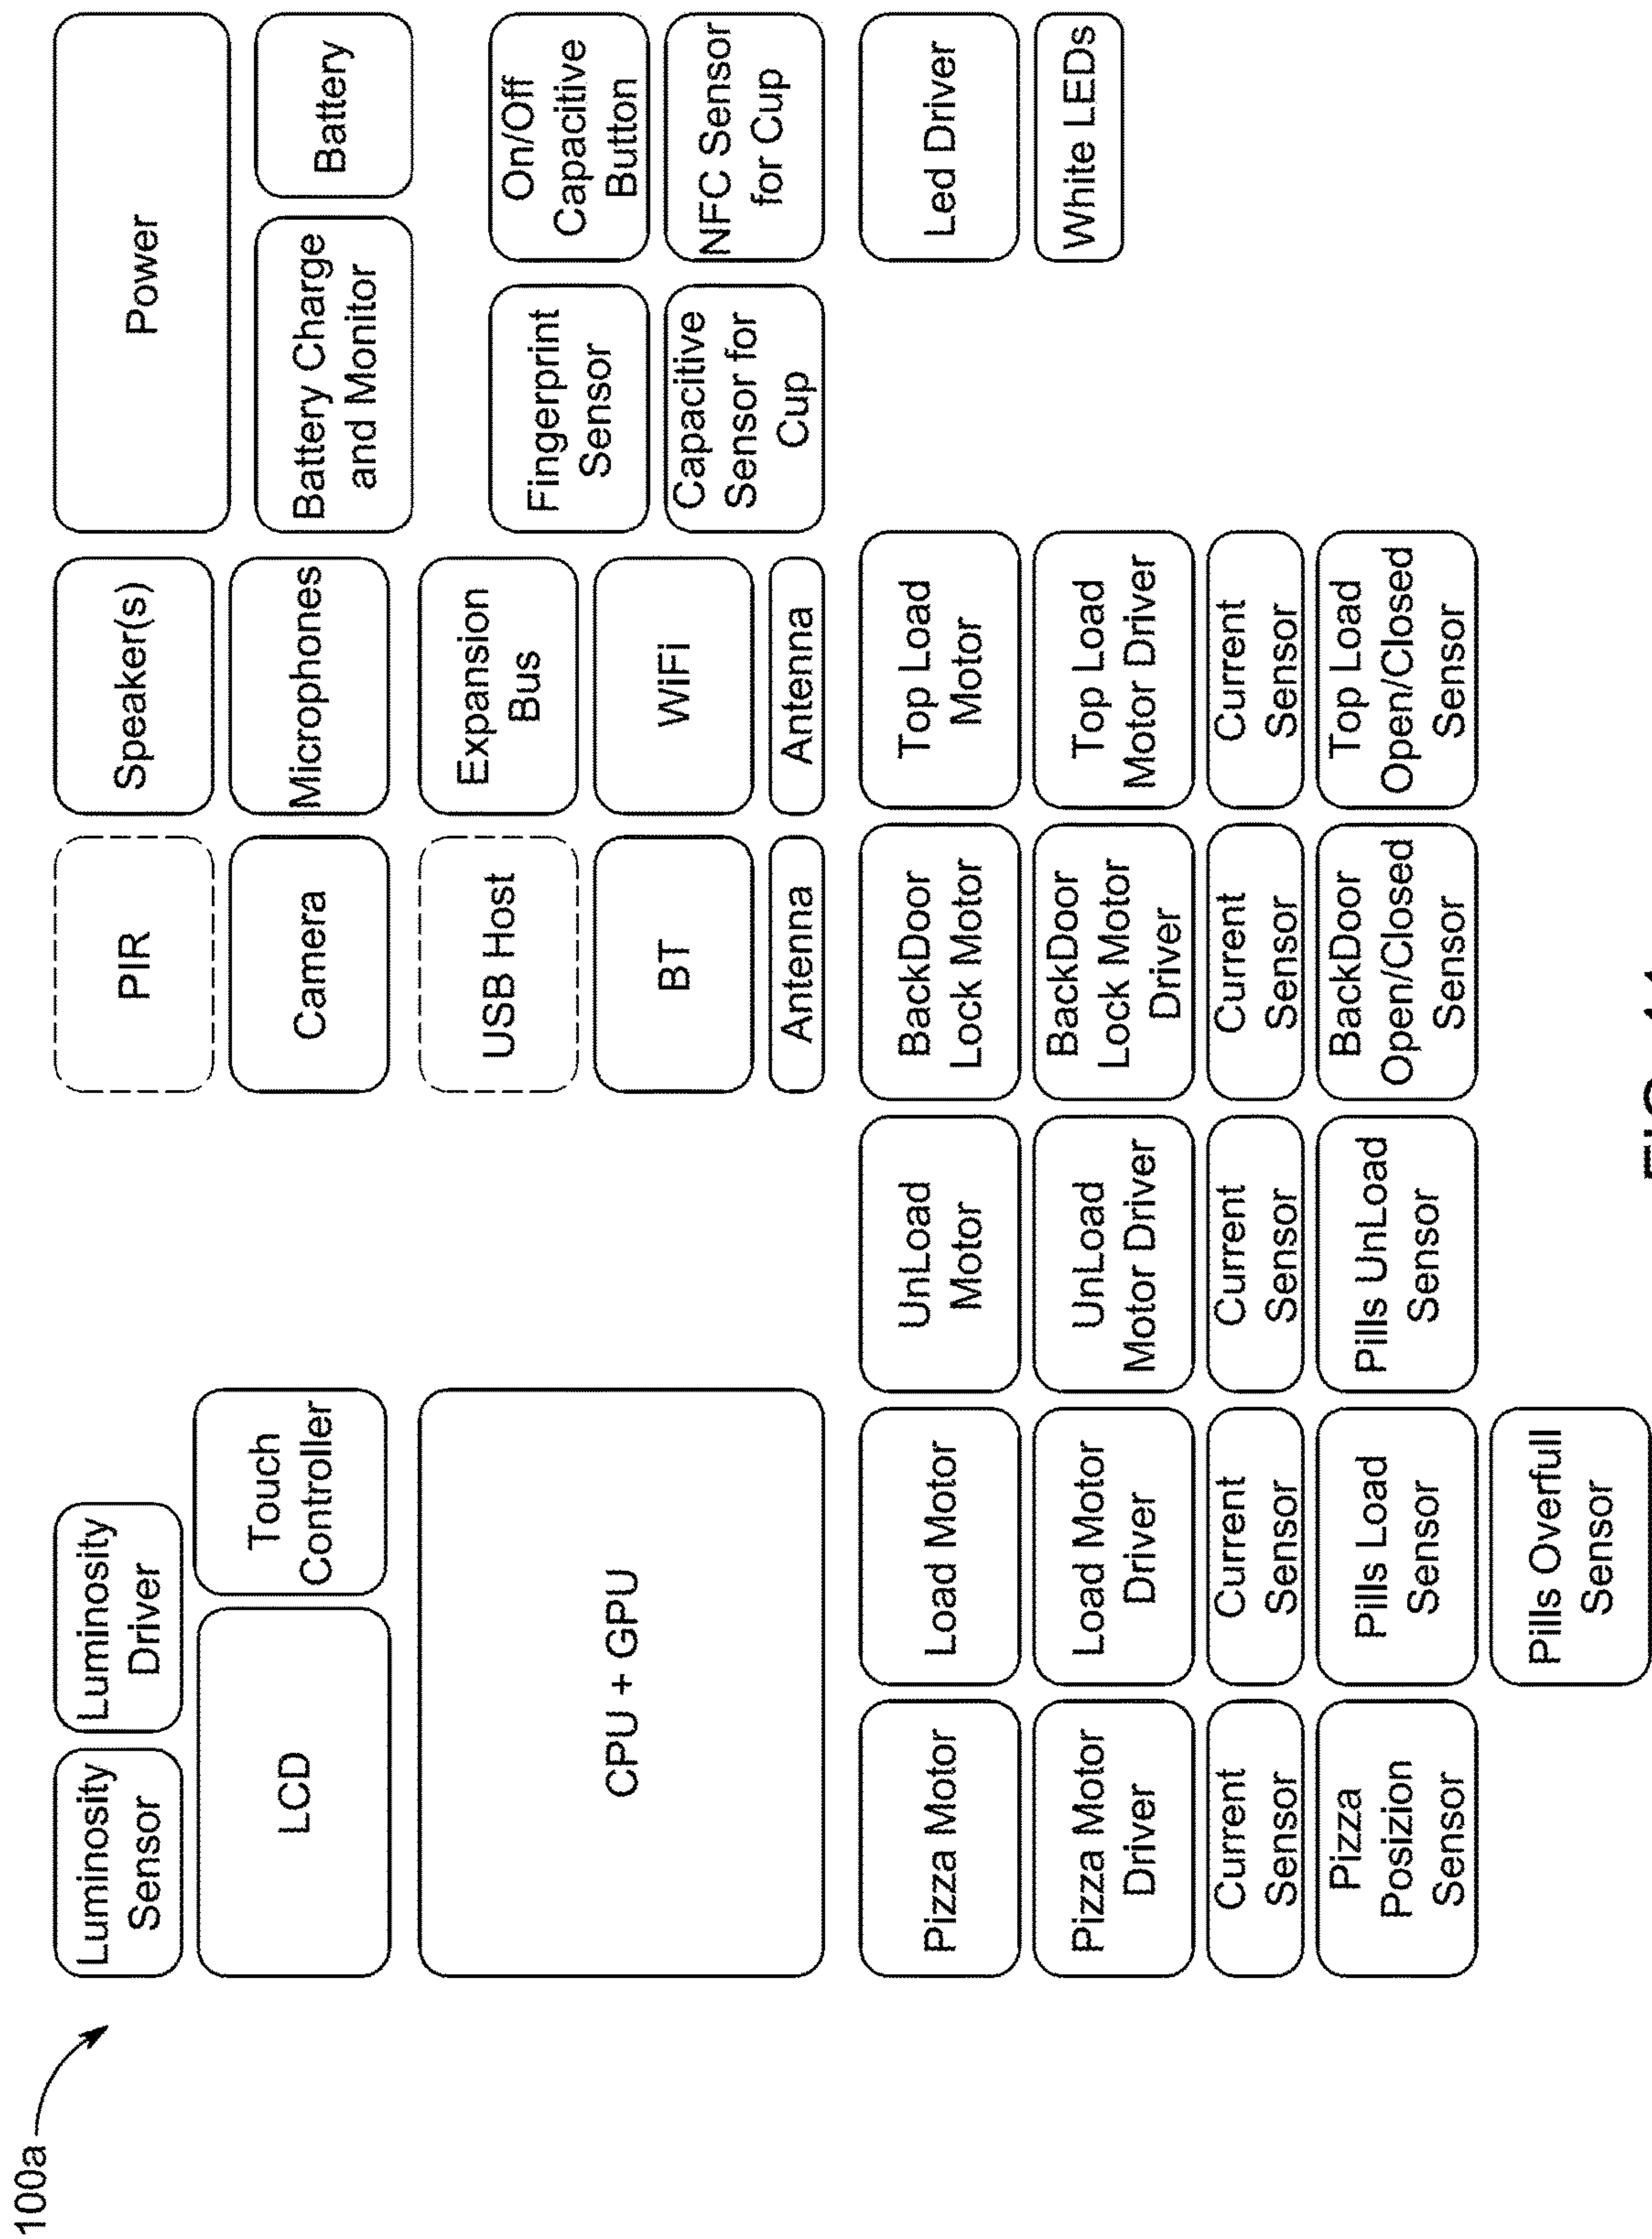 100a
Luminosity
Sensor
Luminosity
Driver
PIR
Speaker(s)
Power
LCD
Touch
Controller
Camera
Microphones
Battery Charge
and Monitor
Battery
CPU + GPU
USB Host
Expansion
Bus
Fingerprint
Sensor
On/Off
Capacitive
Button
BT
WiFi
Capacitive
Sensor for
Cup
NFC Sensor
for Cup
Antenna
Antenna
Pizza Motor
Load Motor
UnLoad
Motor
BackDoor
Lock Motor
Top Load
Motor
Led Driver
Pizza Motor
Driver
Load Motor
Driver
UnLoad
Motor Driver
BackDoor
Lock Motor
Driver
Top Load
Motor Driver
White LEDs
Current
Sensor
Current
Sensor
Current
Sensor
Current
Sensor
Current
Sensor
Pizza
Posizion
Sensor
Pills Load
Sensor
Pills UnLoad
Sensor
BackDoor
Open/Closed
Sensor
Top Load
Open/Closed
Sensor
Pills Overfull
Sensor